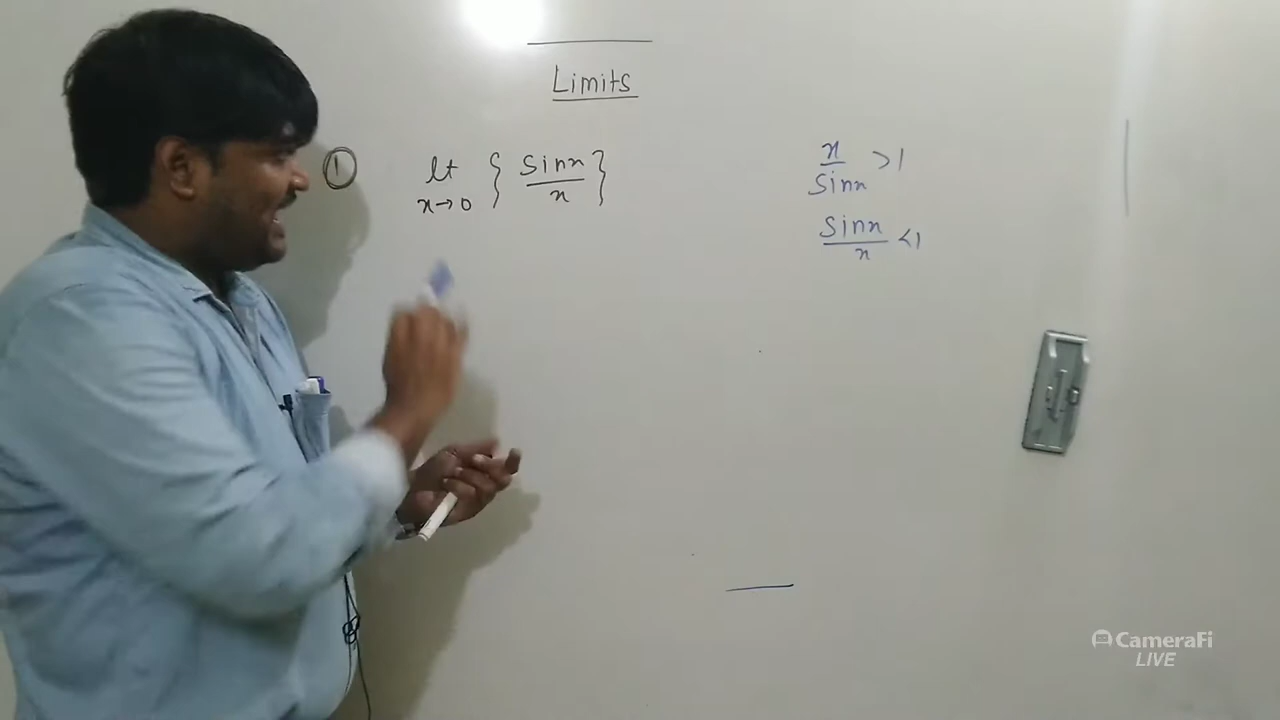 Limits
① lt x→0 { sinx / x }
x / sinx > 1
sinx / x < 1
CameraFi
LIVE